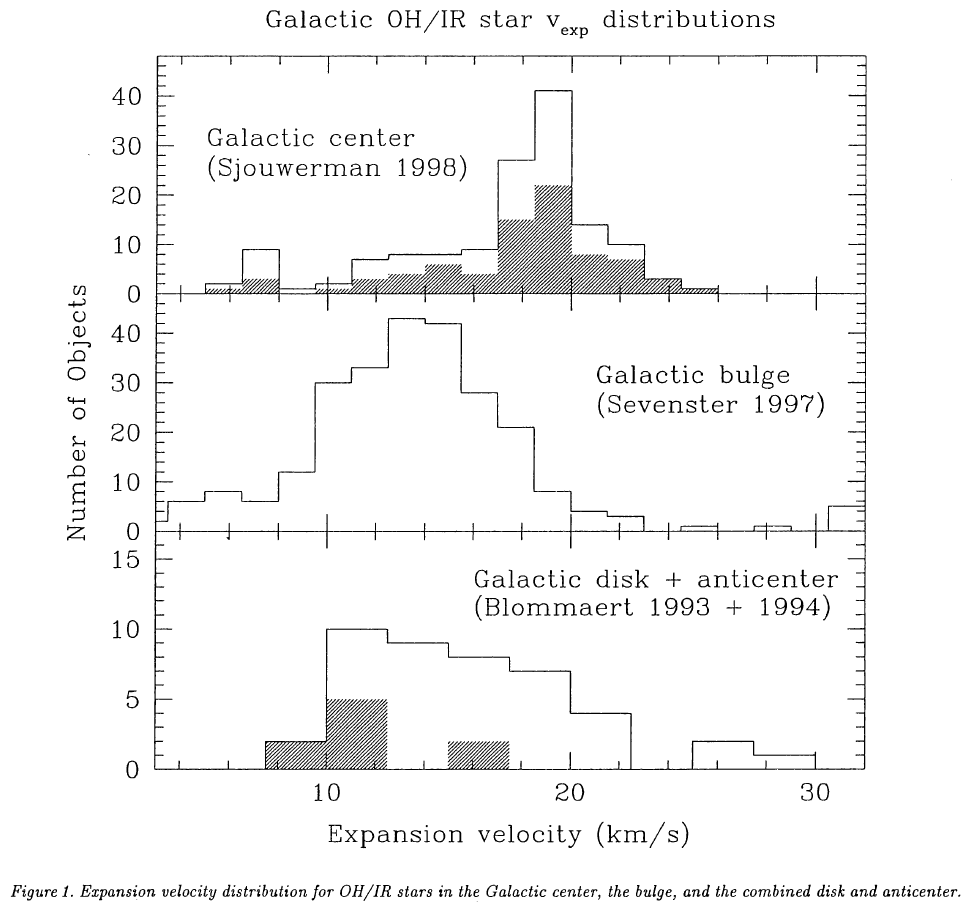 Galactic OH/IR star v_exp distributions
40
30
20
10
0
Galactic center
(Sjouwerman 1998)
40
30
20
10
0
Galactic bulge
(Sevenster 1997)
Number of Objects
15
10
5
0
Galactic disk + anticenter
(Blommaert 1993 + 1994)
10 20 30
Expansion velocity (km/s)
Figure 1. Expansion velocity distribution for OH/IR stars in the Galactic center, the bulge, and the combined disk and anticenter.